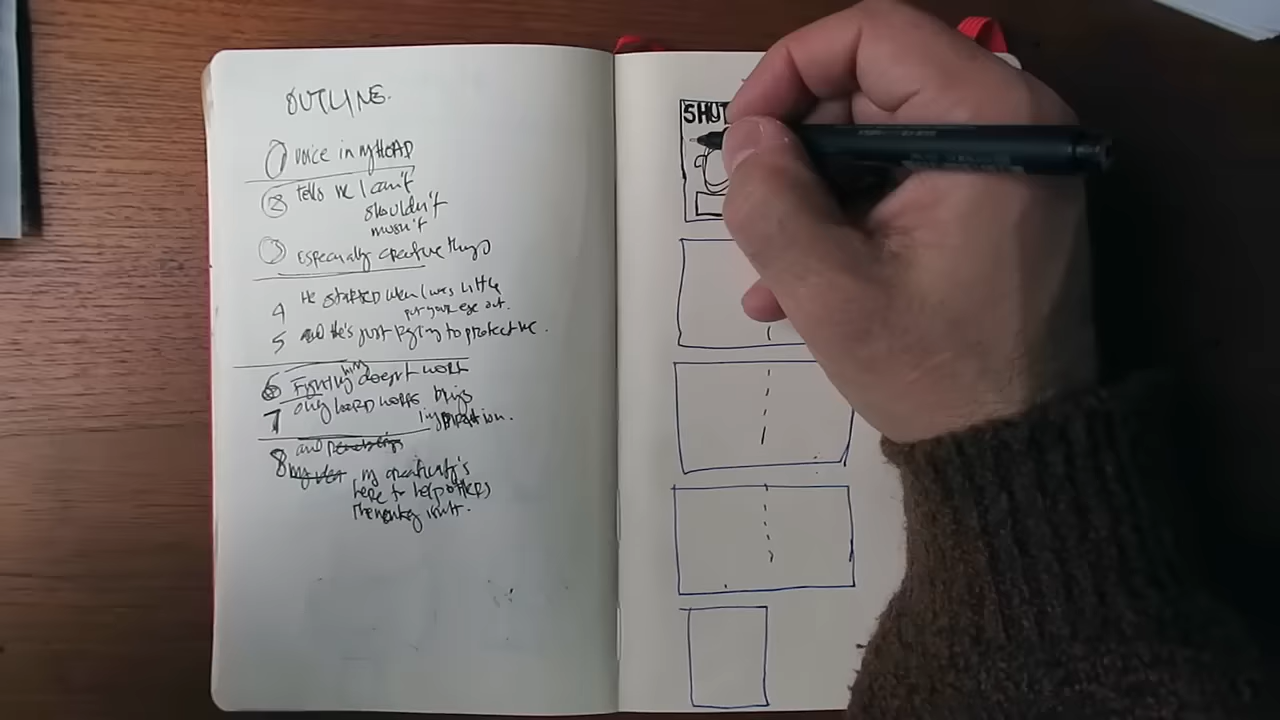 OUTLINE.
1 voice in my HEAD
2 tells me I can't
shouldn't
mustn't
3 Especially creative things
4 He started when I was little
put your eye out.
5 and he's just trying to protect me.
6 Fighting him doesn't work
7 only hard work brings
inspiration.
8 and
my creativity's
here to help others
The monkey isn't.
SHUT